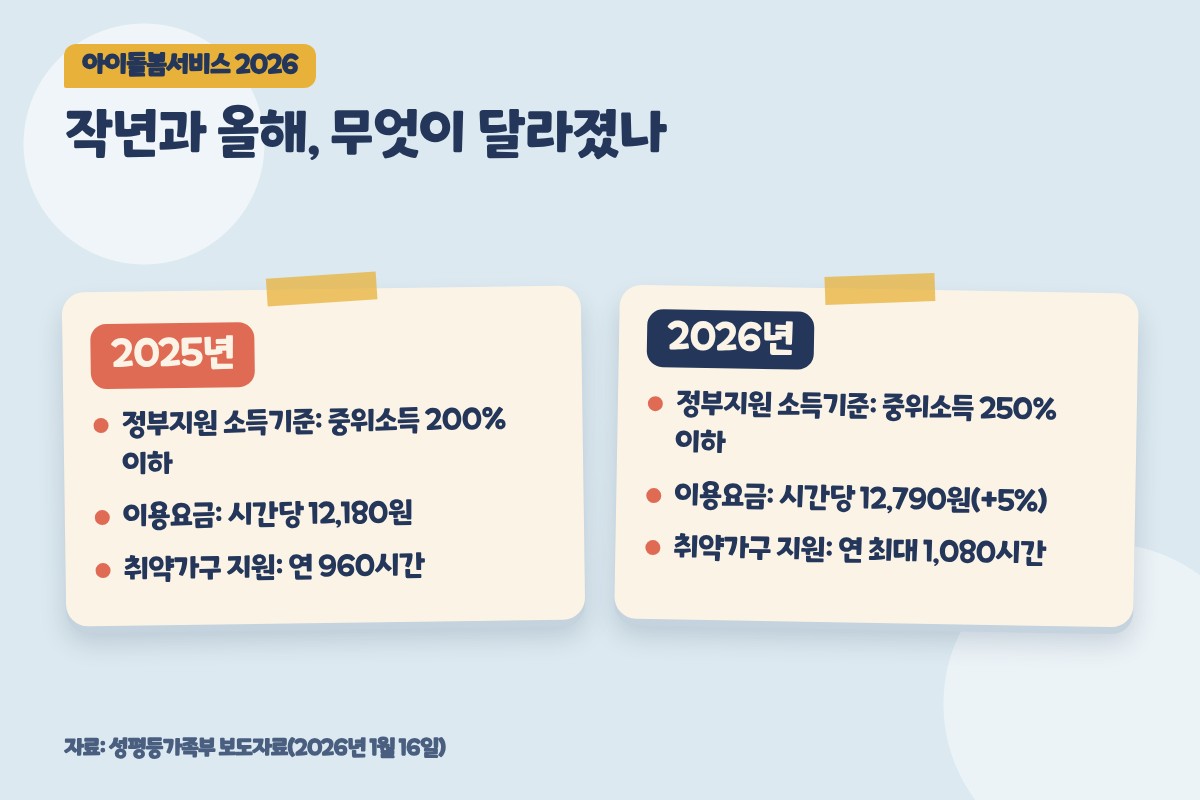 아이돌봄서비스 2026
작년과 올해, 무엇이 달라졌나
2025년
정부지원 소득기준: 중위소득 200%
이하
이용요금: 시간당 12,180원
취약가구 지원: 연 960시간
2026년
정부지원 소득기준: 중위소득 250%
이하
이용요금: 시간당 12,790원(+5%)
취약가구 지원: 연 최대 1,080시간
자료: 성평등가족부 보도자료(2026년 1월 16일)